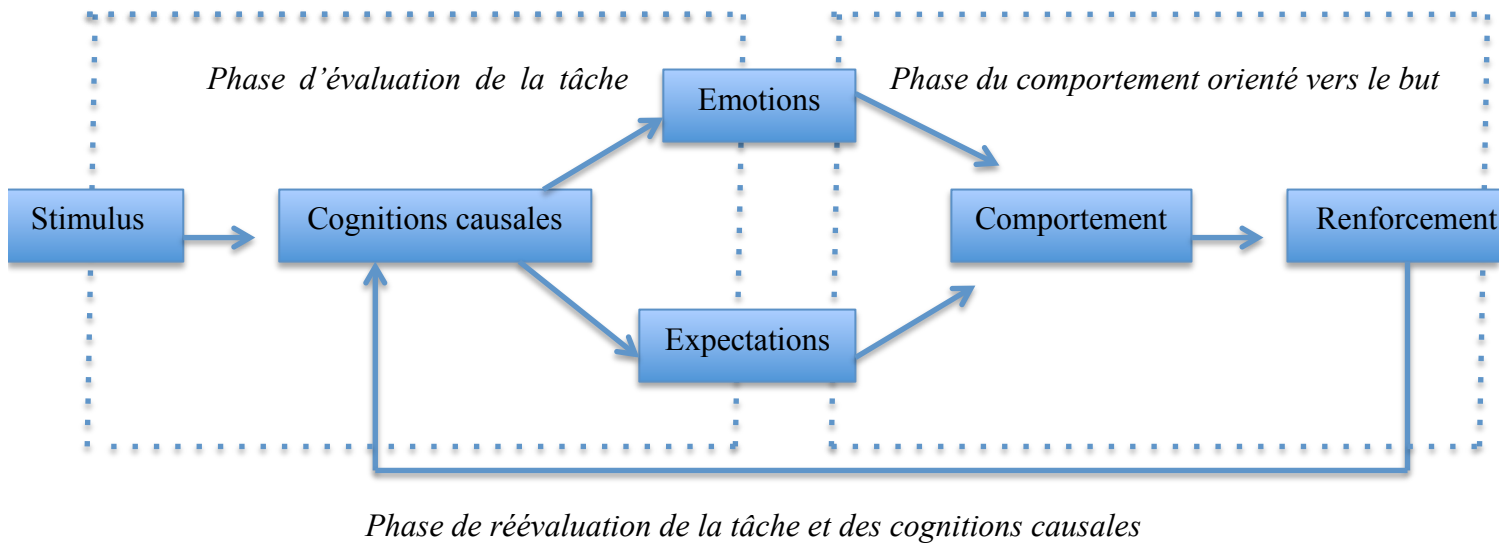 Phase d’évaluation de la tâche
Phase du comportement orienté vers le but
Emotions
Stimulus
Cognitions causales
Comportement
Renforcement
Expectations
Phase de réévaluation de la tâche et des cognitions causales